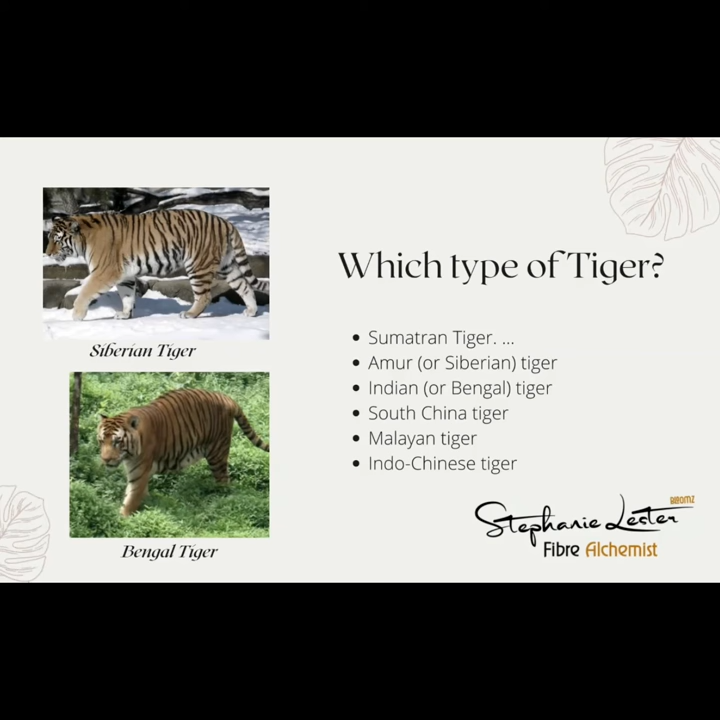 Which type of Tiger?
Siberian Tiger
Bengal Tiger
• Sumatran Tiger. ...
• Amur (or Siberian) tiger
• Indian (or Bengal) tiger
• South China tiger
• Malayan tiger
• Indo-Chinese tiger
Bloomz
Stephanie Lester
Fibre Alchemist